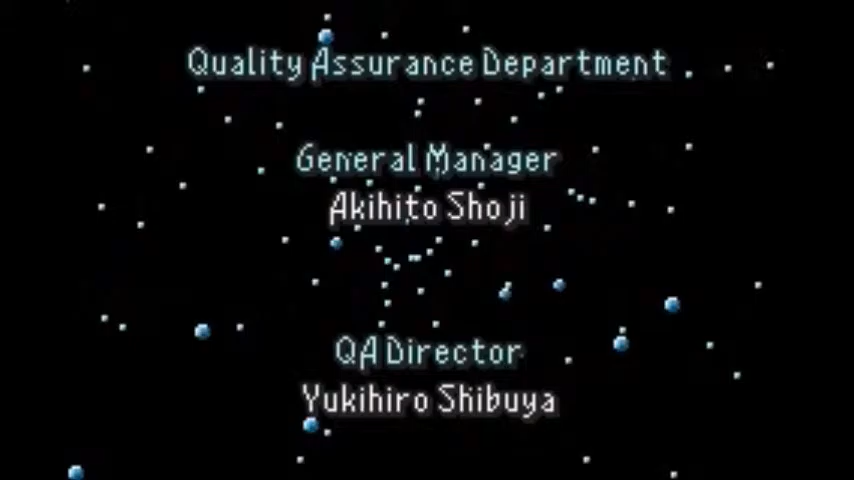 Quality Assurance Department
General Manager
Akihito Shoji
QA Director
Yukihiro Shibuya